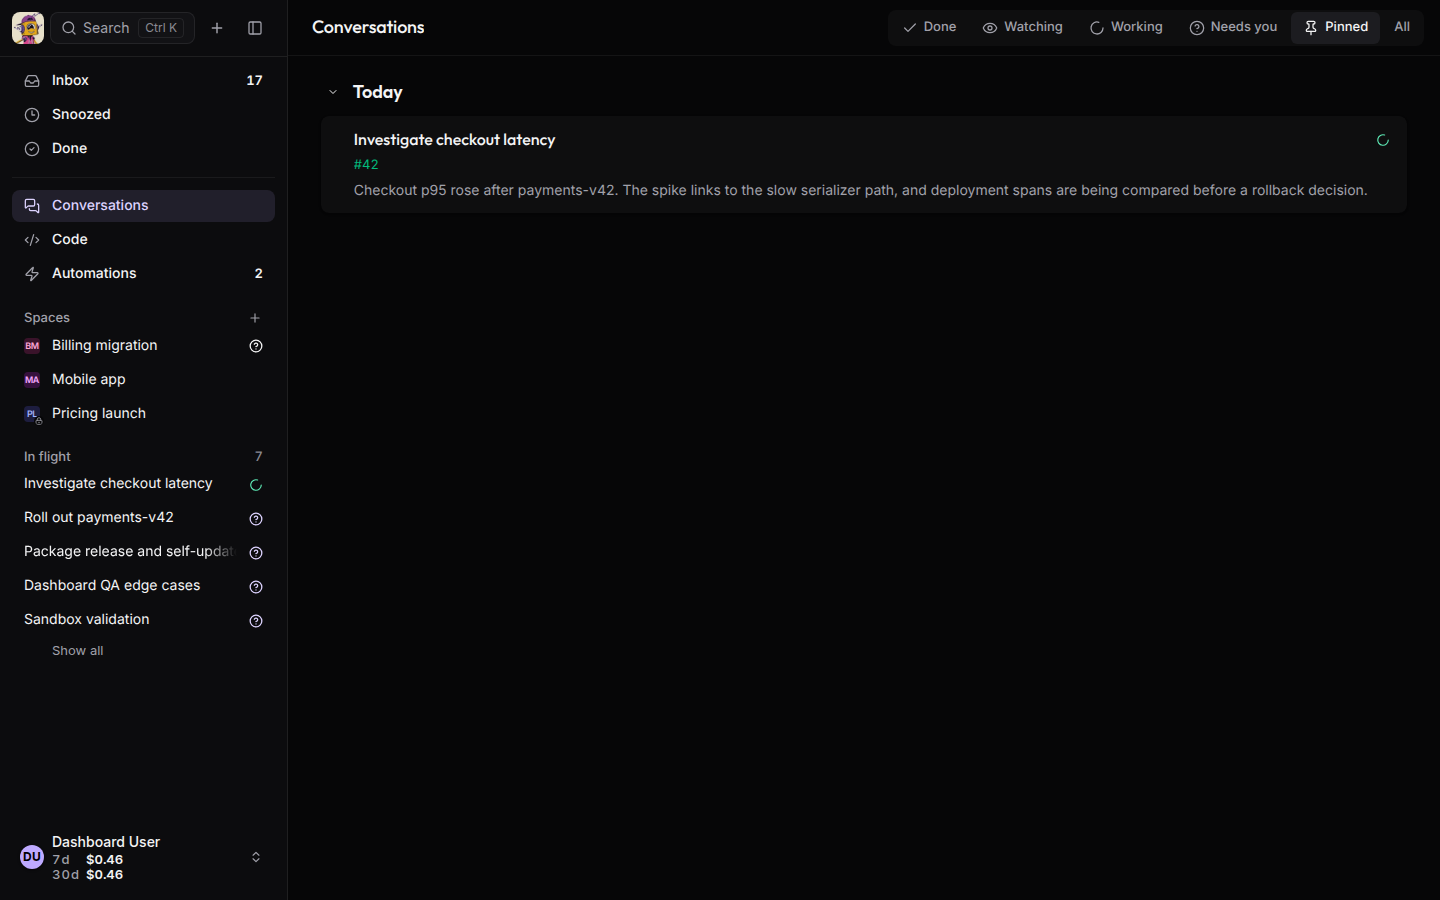 Search Ctrl K
Inbox 17
Snoozed
Done
Conversations
Code
Automations 2
Spaces
BM Billing migration
MA Mobile app
PL Pricing launch
In flight 7
Investigate checkout latency
Roll out payments-v42
Package release and self-updat
Dashboard QA edge cases
Sandbox validation
Show all
DU Dashboard User
7d $0.46
30d $0.46
Conversations
Done Watching Working Needs you Pinned All
Today
Investigate checkout latency
#42
Checkout p95 rose after payments-v42. The spike links to the slow serializer path, and deployment spans are being compared before a rollback decision.